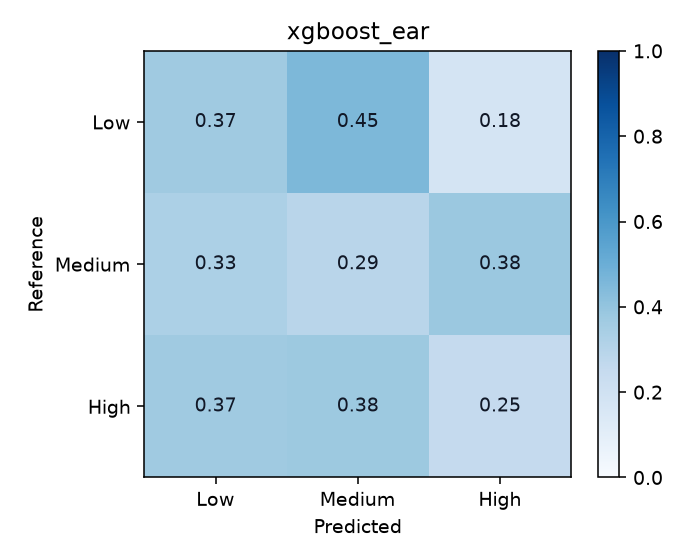 xgboost_ear
1.0
Low 0.37 0.45 0.18
0.8
0.6
Reference
Medium 0.33 0.29 0.38
0.4
High 0.37 0.38 0.25
0.2
0.0
Low Medium High
Predicted